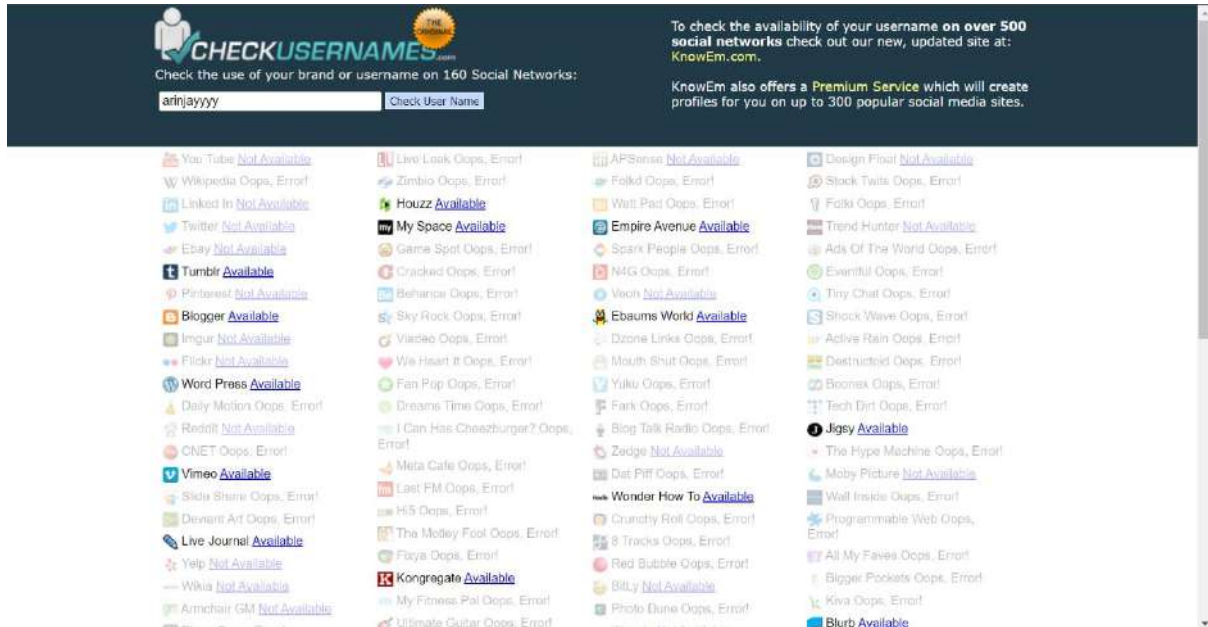 THE ORIGINAL
CHECKUSERNAMES.com
Check the use of your brand or username on 160 Social Networks:
arinjayyyy
Check User Name
To check the availability of your username on over 500
social networks check out our new, updated site at:
KnowEm.com.
KnowEm also offers a Premium Service which will create
profiles for you on up to 300 popular social media sites.
You Tube Not Available
Wikipedia Oops, Error!
Linked In Not Available
Twitter Not Available
Ebay Not Available
Tumblr Available
Pinterest Not Available
Blogger Available
Imgur Not Available
Flickr Not Available
Word Press Available
Daily Motion Oops, Error!
Reddit Not Available
CNET Oops, Error!
Vimeo Available
Slide Share Oops, Error!
Deviant Art Oops, Error!
Live Journal Available
Yelp Not Available
Wikia Not Available
Armchair GM Not Available
Live Leak Oops, Error!
Zimbio Oops, Error!
Houzz Available
My Space Available
Game Spot Oops, Error!
Cracked Oops, Error!
Behance Oops, Error!
Sky Rock Oops, Error!
Viadeo Oops, Error!
We Heart It Oops, Error!
Fan Pop Oops, Error!
Dreams Time Oops, Error!
I Can Has Cheezburger? Oops,
Error!
Meta Cafe Oops, Error!
Last FM Oops, Error!
Hi5 Oops, Error!
The Motley Fool Oops, Error!
Fixya Oops, Error!
Kongregate Available
My Fitness Pal Oops, Error!
Ultimate Guitar Oops, Error!
APSense Not Available
Folkd Oops, Error!
Watt Pad Oops, Error!
Empire Avenue Available
Spark People Oops, Error!
N4G Oops, Error!
Veoh Not Available
Ebaums World Available
Dzone Links Oops, Error!
Mouth Shut Oops, Error!
Yuku Oops, Error!
Fark Oops, Error!
Blog Talk Radio Oops, Error!
Zedge Not Available
Dat Piff Oops, Error!
Wonder How To Available
Crunchy Roll Oops, Error!
8 Tracks Oops, Error!
Red Bubble Oops, Error!
BitLy Not Available
Photo Dune Oops, Error!
Design Float Not Available
Stock Twits Oops, Error!
Folki Oops, Error!
Trend Hunter Not Available
Ads Of The World Oops, Error!
Eventful Oops, Error!
Tiny Chat Oops, Error!
Shock Wave Oops, Error!
Active Rain Oops, Error!
Destructoid Oops, Error!
Boonex Oops, Error!
Tech Dirt Oops, Error!
Jigsy Available
The Hype Machine Oops, Error!
Moby Picture Not Available
Wall Inside Oops, Error!
Programmable Web Oops,
Error!
All My Faves Oops, Error!
Bigger Pockets Oops, Error!
Kiva Oops, Error!
Blurb Available